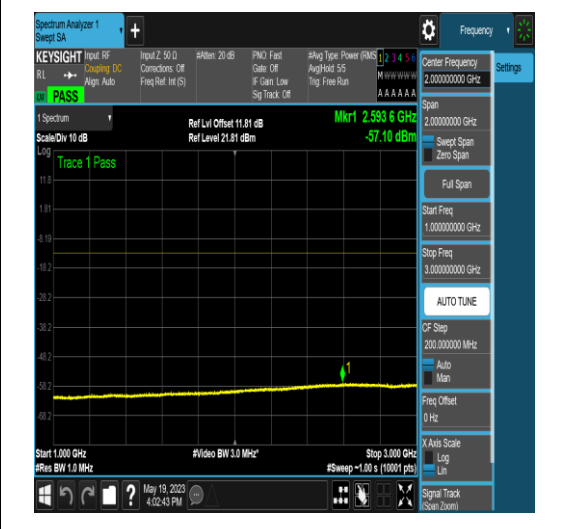 Spectrum Analyzer 1
Swept SA
+
Frequency
KEYSIGHT
RL
PASS
Input: RF
Coupling: DC
Align: Auto
Input Z: 50 Ω
Corrections: Off
Freq Ref: Int (S)
#Atten: 20 dB
PNO: Fast
Gate: Off
IF Gain: Low
Sig Track: Off
#Avg Type: Power (RMS
Avg|Hold: 5/5
Trig: Free Run
1 2 3 4 5 6
M W W W W W
A A A A A A
Center Frequency
2.000000000 GHz
Settings
Span
2.00000000 GHz
Swept Span
Zero Span
Full Span
Start Freq
1.000000000 GHz
Stop Freq
3.000000000 GHz
AUTO TUNE
CF Step
200.000000 MHz
Auto
Man
Freq Offset
0 Hz
X Axis Scale
Log
Lin
Signal Track
(Span Zoom)
1 Spectrum
Scale/Div 10 dB
Ref Lvl Offset 11.81 dB
Ref Level 21.81 dBm
Mkr1 2.593 6 GHz
-57.10 dBm
Log
Trace 1 Pass
11.8
1.81
-8.19
-18.2
-28.2
-38.2
-48.2
-58.2
-68.2
1
Start 1.000 GHz
#Res BW 1.0 MHz
#Video BW 3.0 MHz*
Stop 3.000 GHz
#Sweep ~1.00 s (10001 pts)
?
May 19, 2023
4:02:43 PM